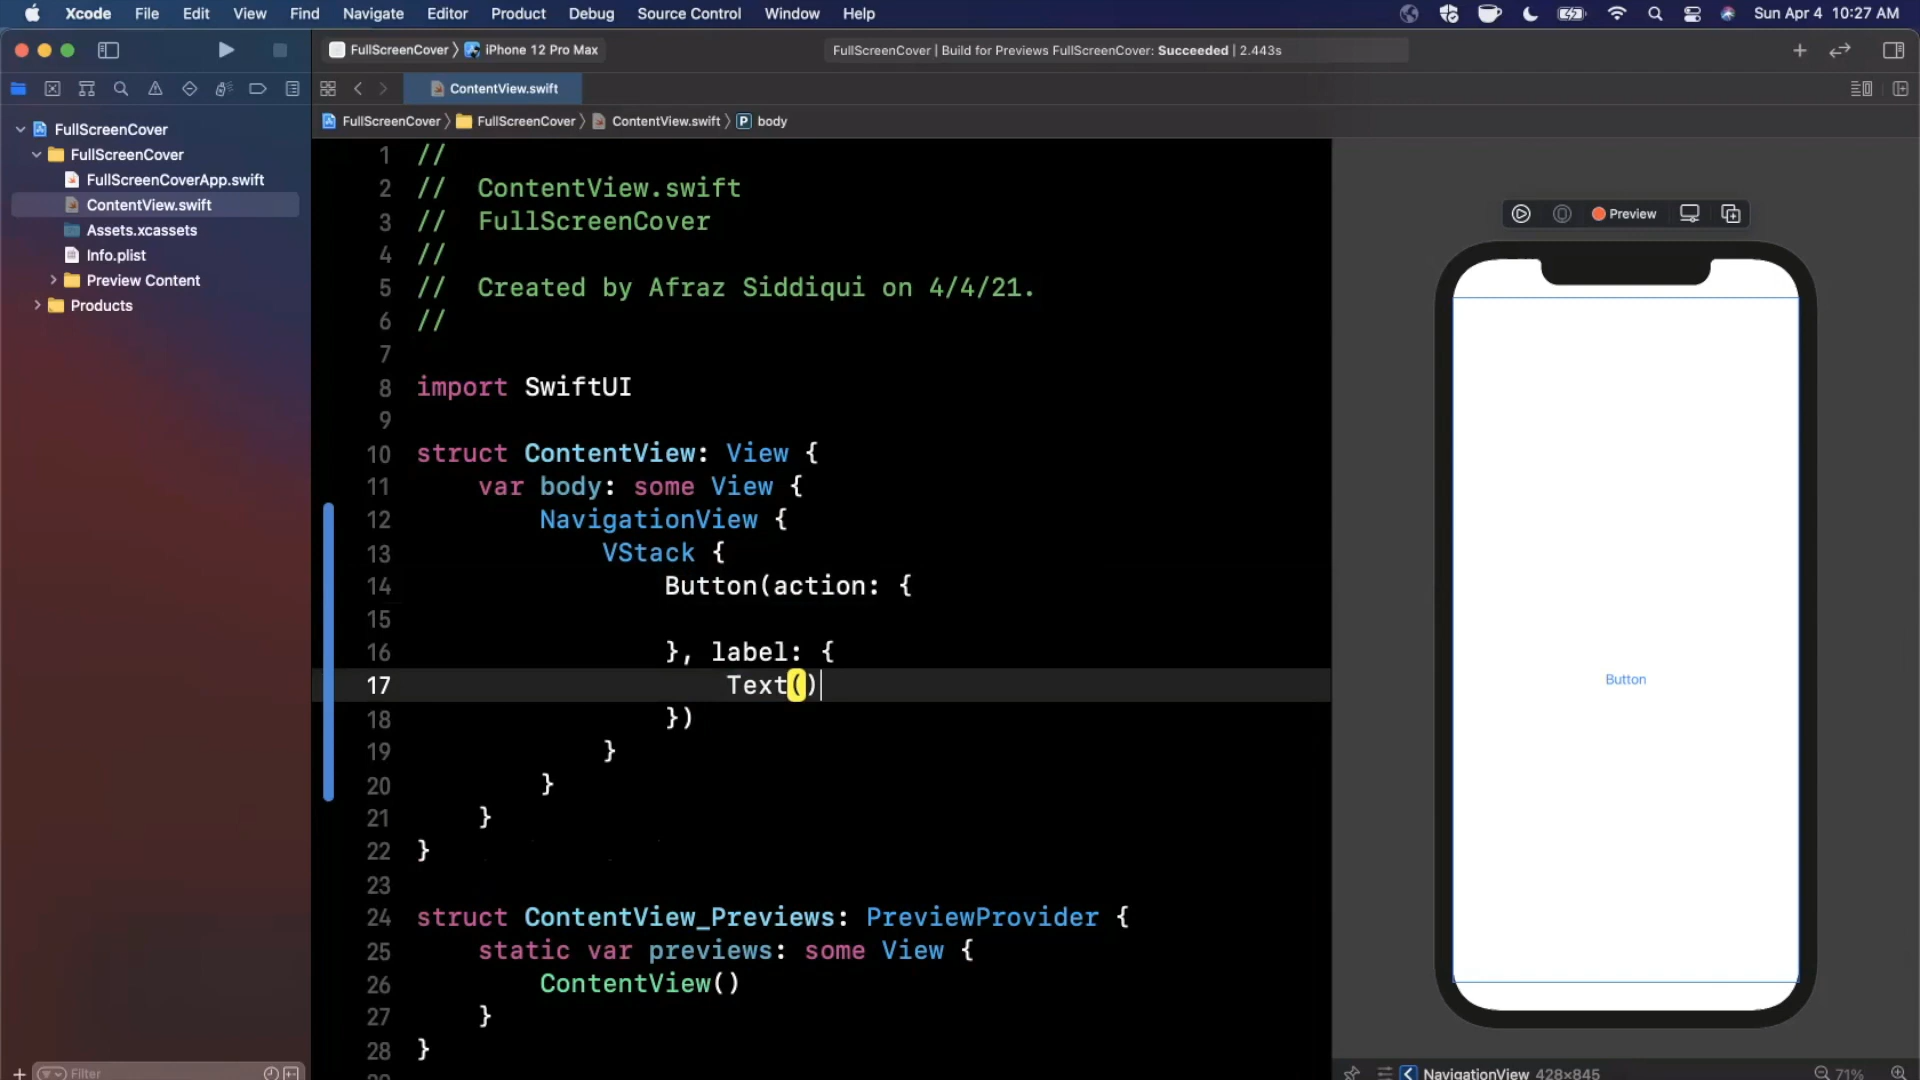 Xcode File Edit View Find Navigate Editor Product Debug Source Control Window Help Sun Apr 4 10:27 AM
FullScreenCover iPhone 12 Pro Max FullScreenCover | Build for Previews FullScreenCover: Succeeded | 2.443s
ContentView.swift
FullScreenCover FullScreenCover ContentView.swift P body
FullScreenCover
FullScreenCover
FullScreenCoverApp.swift
ContentView.swift
Assets.xcassets
Info.plist
Preview Content
Products
Filter
1 //
2 //  ContentView.swift
3 //  FullScreenCover
4 //
5 //  Created by Afraz Siddiqui on 4/4/21.
6 //
7
8 import SwiftUI
9
10 struct ContentView: View {
11     var body: some View {
12         NavigationView {
13             VStack {
14                 Button(action: {
15
16                 }, label: {
17                     Text()
18                 })
19             }
20         }
21     }
22 }
23
24 struct ContentView_Previews: PreviewProvider {
25     static var previews: some View {
26         ContentView()
27     }
28 }
Preview
Button
NavigationView 428×845 71%